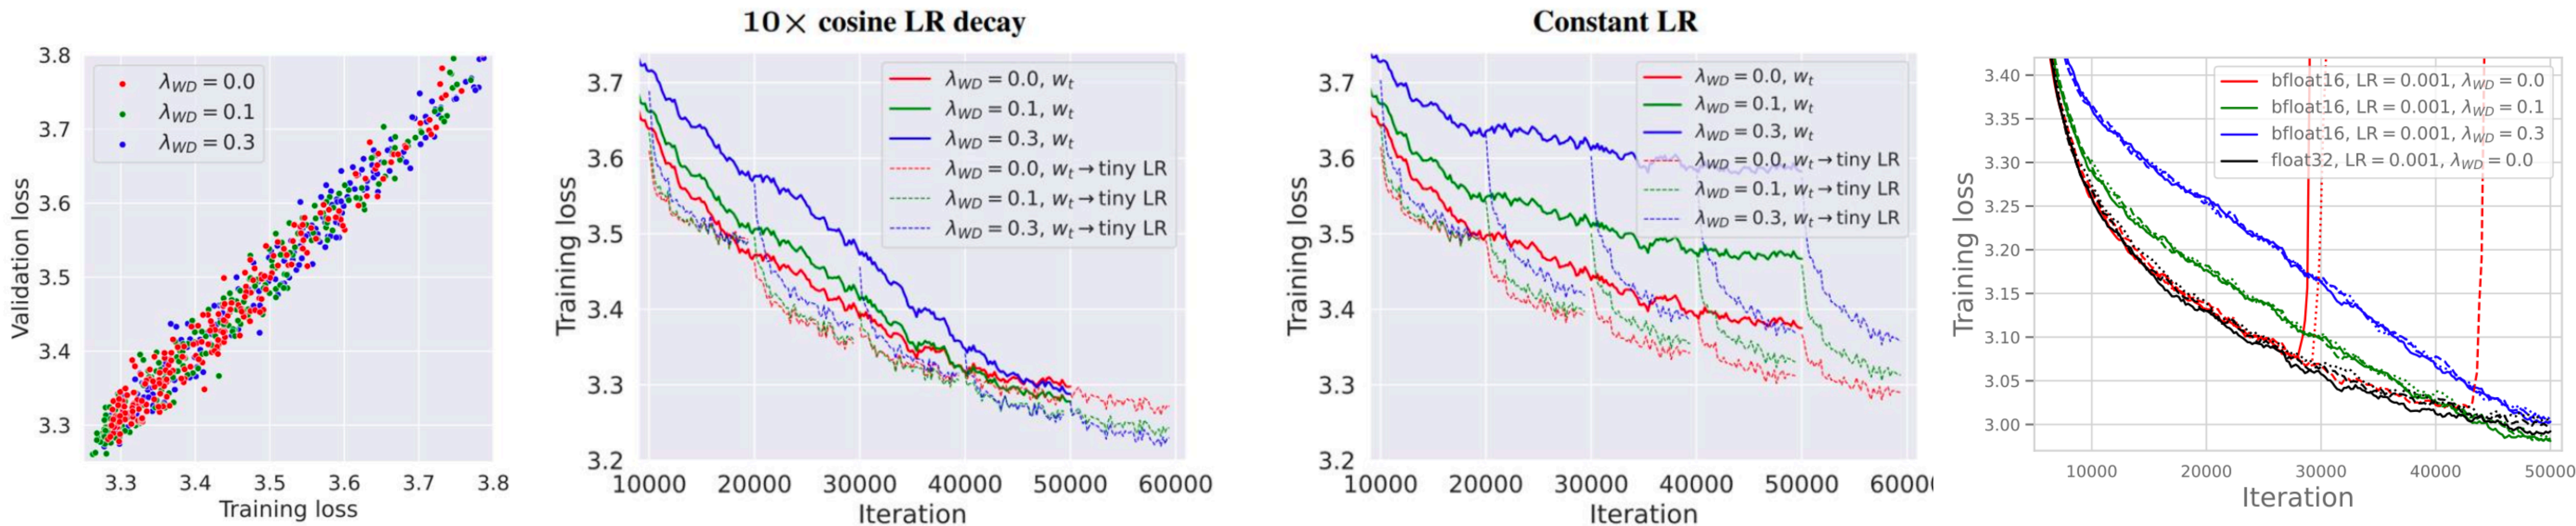 3.8
3.7
3.6
3.5
3.4
3.3
Validation loss
λWD = 0.0
λWD = 0.1
λWD = 0.3
3.3 3.4 3.5 3.6 3.7 3.8
Training loss
10× cosine LR decay
3.7
3.6
3.5
3.4
3.3
3.2
Training loss
λWD = 0.0, wt
λWD = 0.1, wt
λWD = 0.3, wt
λWD = 0.0, wt → tiny LR
λWD = 0.1, wt → tiny LR
λWD = 0.3, wt → tiny LR
10000 20000 30000 40000 50000 60000
Iteration
Constant LR
3.7
3.6
3.5
3.4
3.3
3.2
Training loss
λWD = 0.0, wt
λWD = 0.1, wt
λWD = 0.3, wt
λWD = 0.0, wt → tiny LR
λWD = 0.1, wt → tiny LR
λWD = 0.3, wt → tiny LR
10000 20000 30000 40000 50000 6000
Iteration
3.40
3.35
3.30
3.25
3.20
3.15
3.10
3.05
3.00
Training loss
bfloat16, LR = 0.001, λWD = 0.0
bfloat16, LR = 0.001, λWD = 0.1
bfloat16, LR = 0.001, λWD = 0.3
float32, LR = 0.001, λWD = 0.0
10000 20000 30000 40000 50000
Iteration